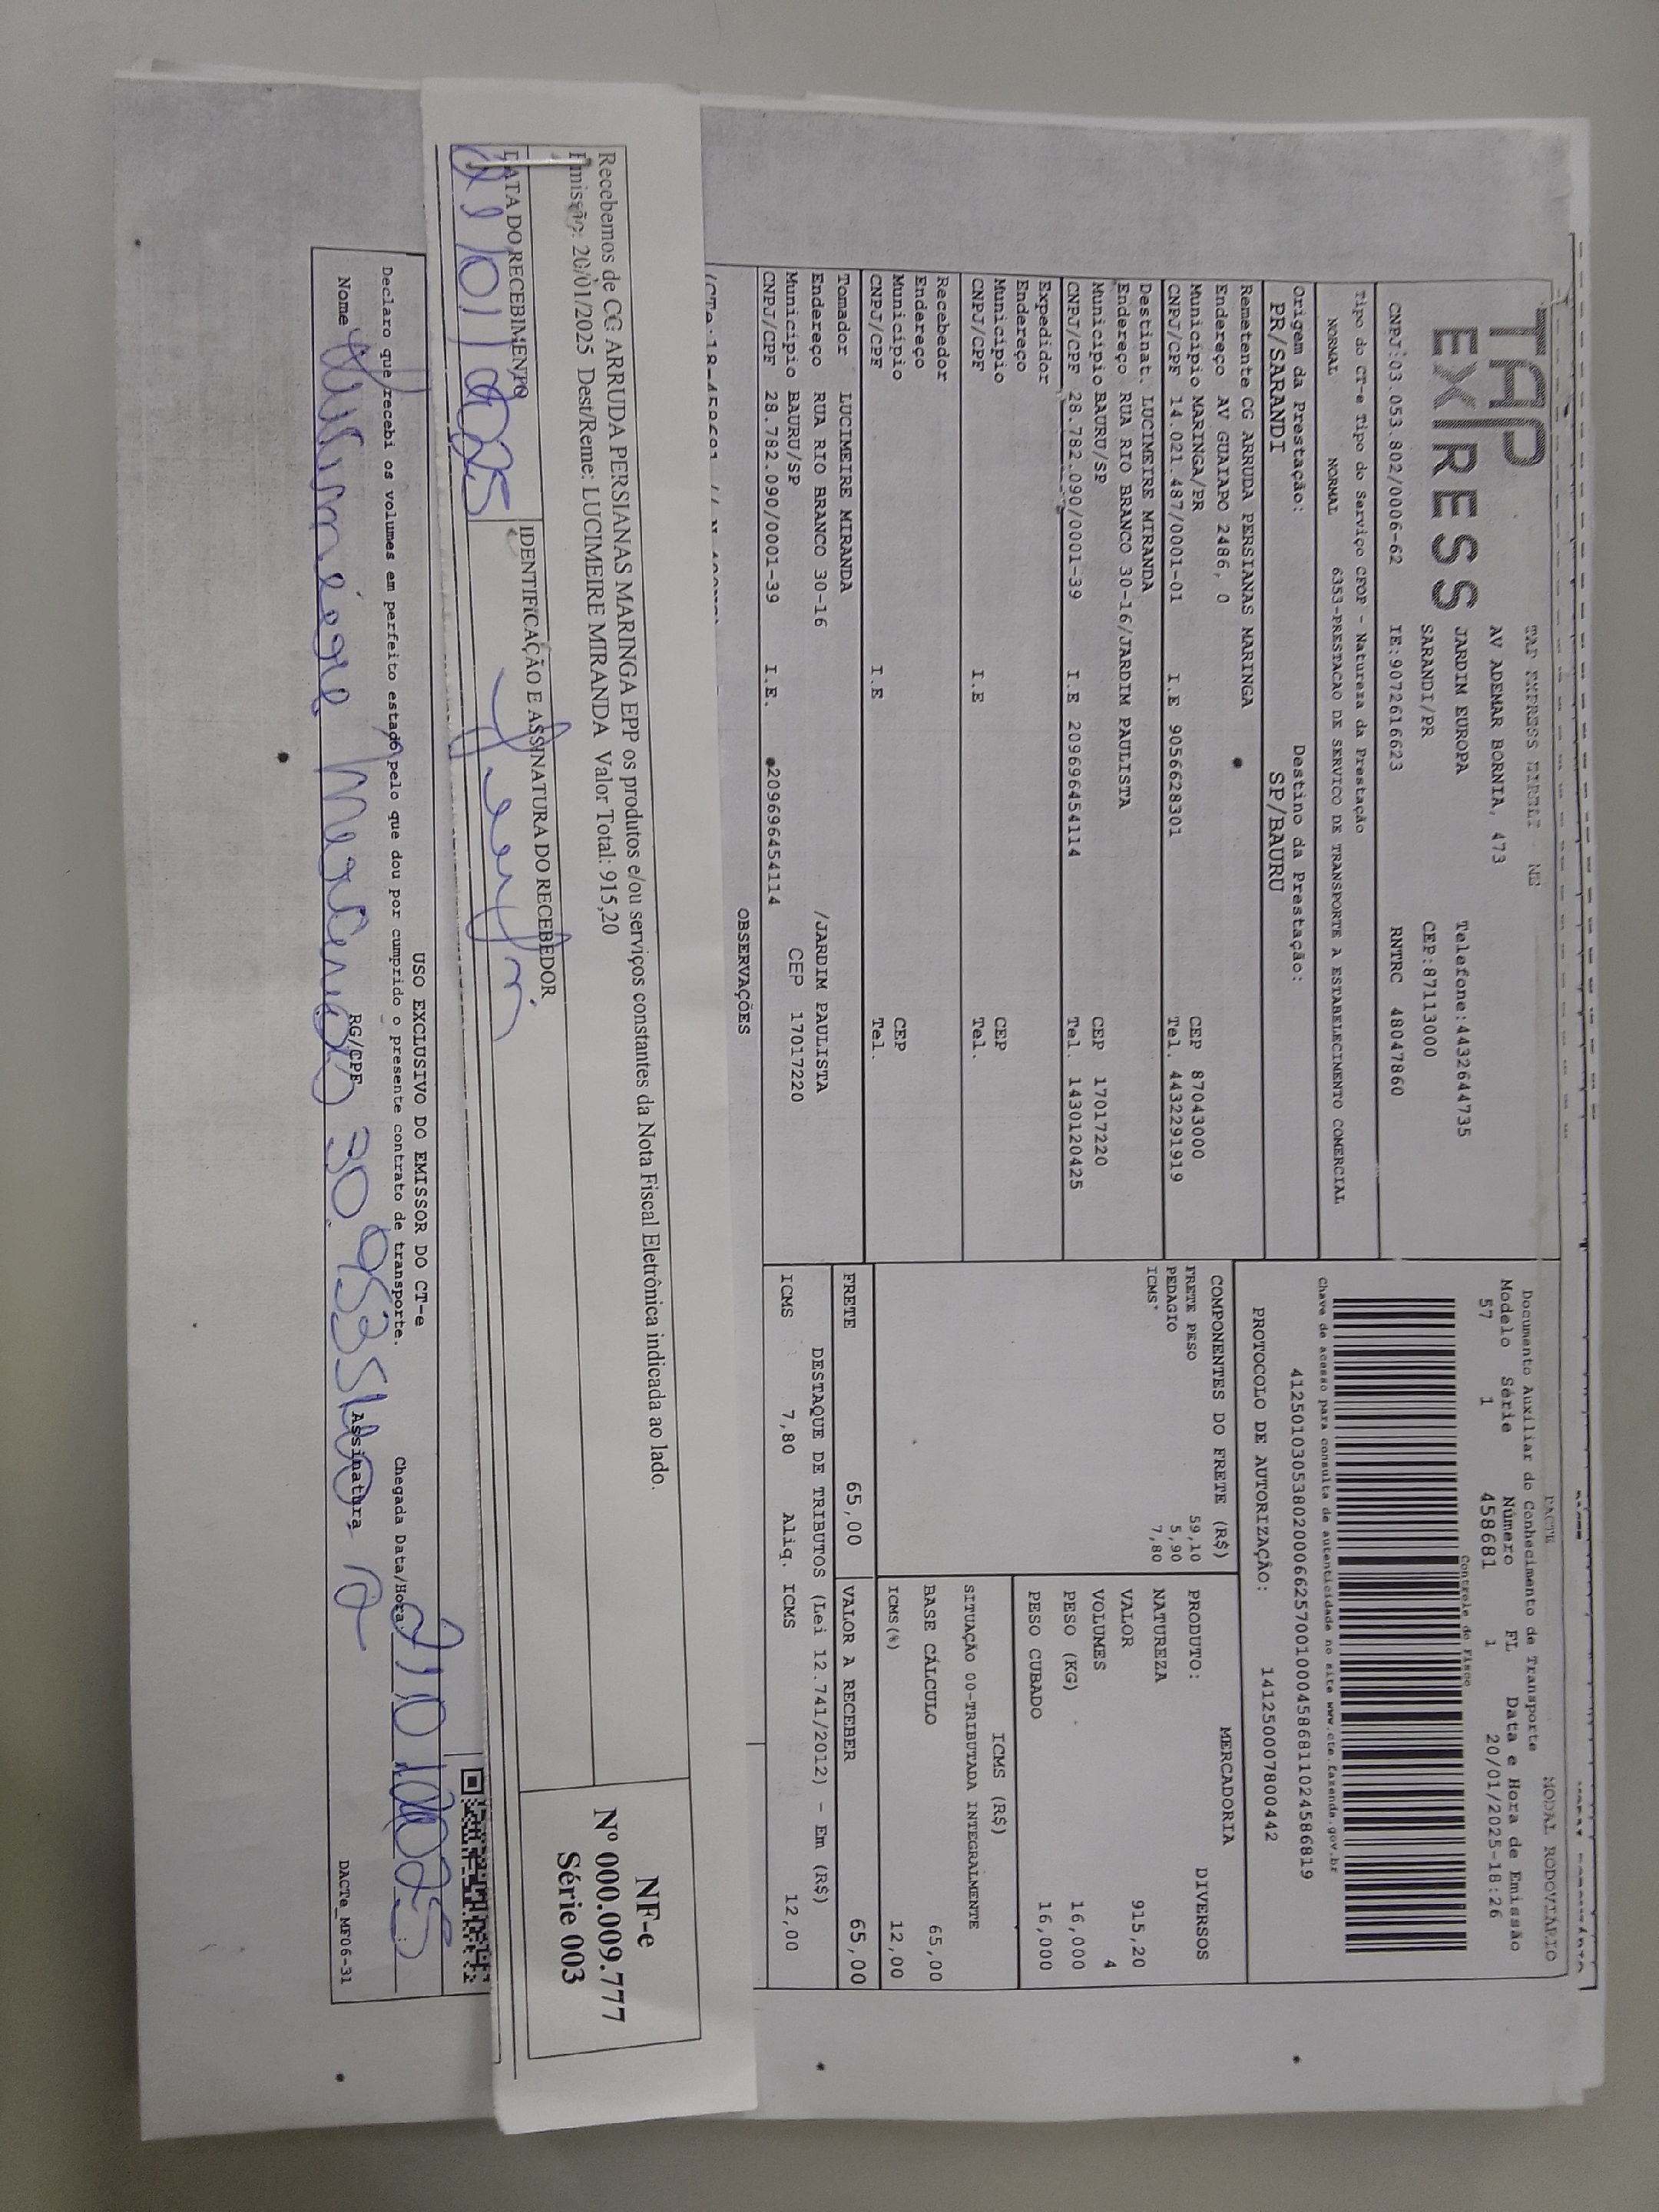 DACTE MODAL RODOVIÁRIO
TAP EXPRESS
AV ADEMAR BORNIA, 473
JARDIM EUROPA Telefone:4432644735
SARANDI/PR CEP:87113000
CNPJ:03.053.802/0006-62 IE:9072616623 RNTRC 48047860
Documento Auxiliar do Conhecimento de Transporte
Modelo Série Número FL Data e Hora de Emissão
57 1 458681 1 20/01/2025-18:26
Controle do Fisco
Tipo do CT-e Tipo do Serviço CFOP - Natureza da Prestação
NORMAL NORMAL 6353-PRESTACAO DE SERVICO DE TRANSPORTE A ESTABELECIMENTO COMERCIAL
Chave de acesso para consulta de autenticidade no site www.cte.fazenda.gov.br
41250103053802000662570010004586811024586819
Origem da Prestação: Destino da Prestação:
PR/SARANDI SP/BAURU
PROTOCOLO DE AUTORIZAÇÃO: 141250007800442
Remetente CG ARRUDA PERSIANAS MARINGA
Endereço AV GUAIAPO 2486, 0
Município MARINGA/PR CEP 87043000
CNPJ/CPF 14.021.487/0001-01 I.E 9056628301 Tel. 4432291919
Destinat. LUCIMEIRE MIRANDA
Endereço RUA RIO BRANCO 30-16/JARDIM PAULISTA
Município BAURU/SP CEP 17017220
CNPJ/CPF 28.782.090/0001-39 I.E 209696454114 Tel. 1430120425
Expedidor
Endereço
Município CEP
CNPJ/CPF I.E Tel.
Recebedor
Endereço
Município CEP
CNPJ/CPF I.E Tel.
Tomador LUCIMEIRE MIRANDA
Endereço RUA RIO BRANCO 30-16 /JARDIM PAULISTA
Município BAURU/SP CEP 17017220
CNPJ/CPF 28.782.090/0001-39 I.E. 209696454114
COMPONENTES DO FRETE (R$)
FRETE PESO 59,10
PEDAGIO 5,90
ICMS* 7,80
MERCADORIA
PRODUTO: DIVERSOS
NATUREZA
VALOR 915,20
VOLUMES 4
PESO (KG) 16,000
PESO CUBADO 16,000
ICMS (R$)
SITUAÇÃO 00-TRIBUTADA INTEGRALMENTE
BASE CÁLCULO 65,00
ICMS(%) 12,00
FRETE 65,00 VALOR A RECEBER 65,00
DESTAQUE DE TRIBUTOS (Lei 12.741/2012) - Em (R$)
ICMS 7,80 Aliq. ICMS 12,00
OBSERVAÇÕES
Recebemos de CG ARRUDA PERSIANAS MARINGA EPP os produtos e/ou serviços constantes da Nota Fiscal Eletrônica indicada ao lado.
Emissão: 20/01/2025 Dest/Reme: LUCIMEIRE MIRANDA Valor Total: 915,20
DATA DO RECEBIMENTO IDENTIFICAÇÃO E ASSINATURA DO RECEBEDOR
21/01/2025
NF-e
Nº 000.009.777
Série 003
USO EXCLUSIVO DO EMISSOR DO CT-e
Declaro que recebi os volumes em perfeito estado pelo que dou por cumprido o presente contrato de transporte. Chegada Data/Hora
Nome RG/CPF Assinatura
DACTe_MF06-31